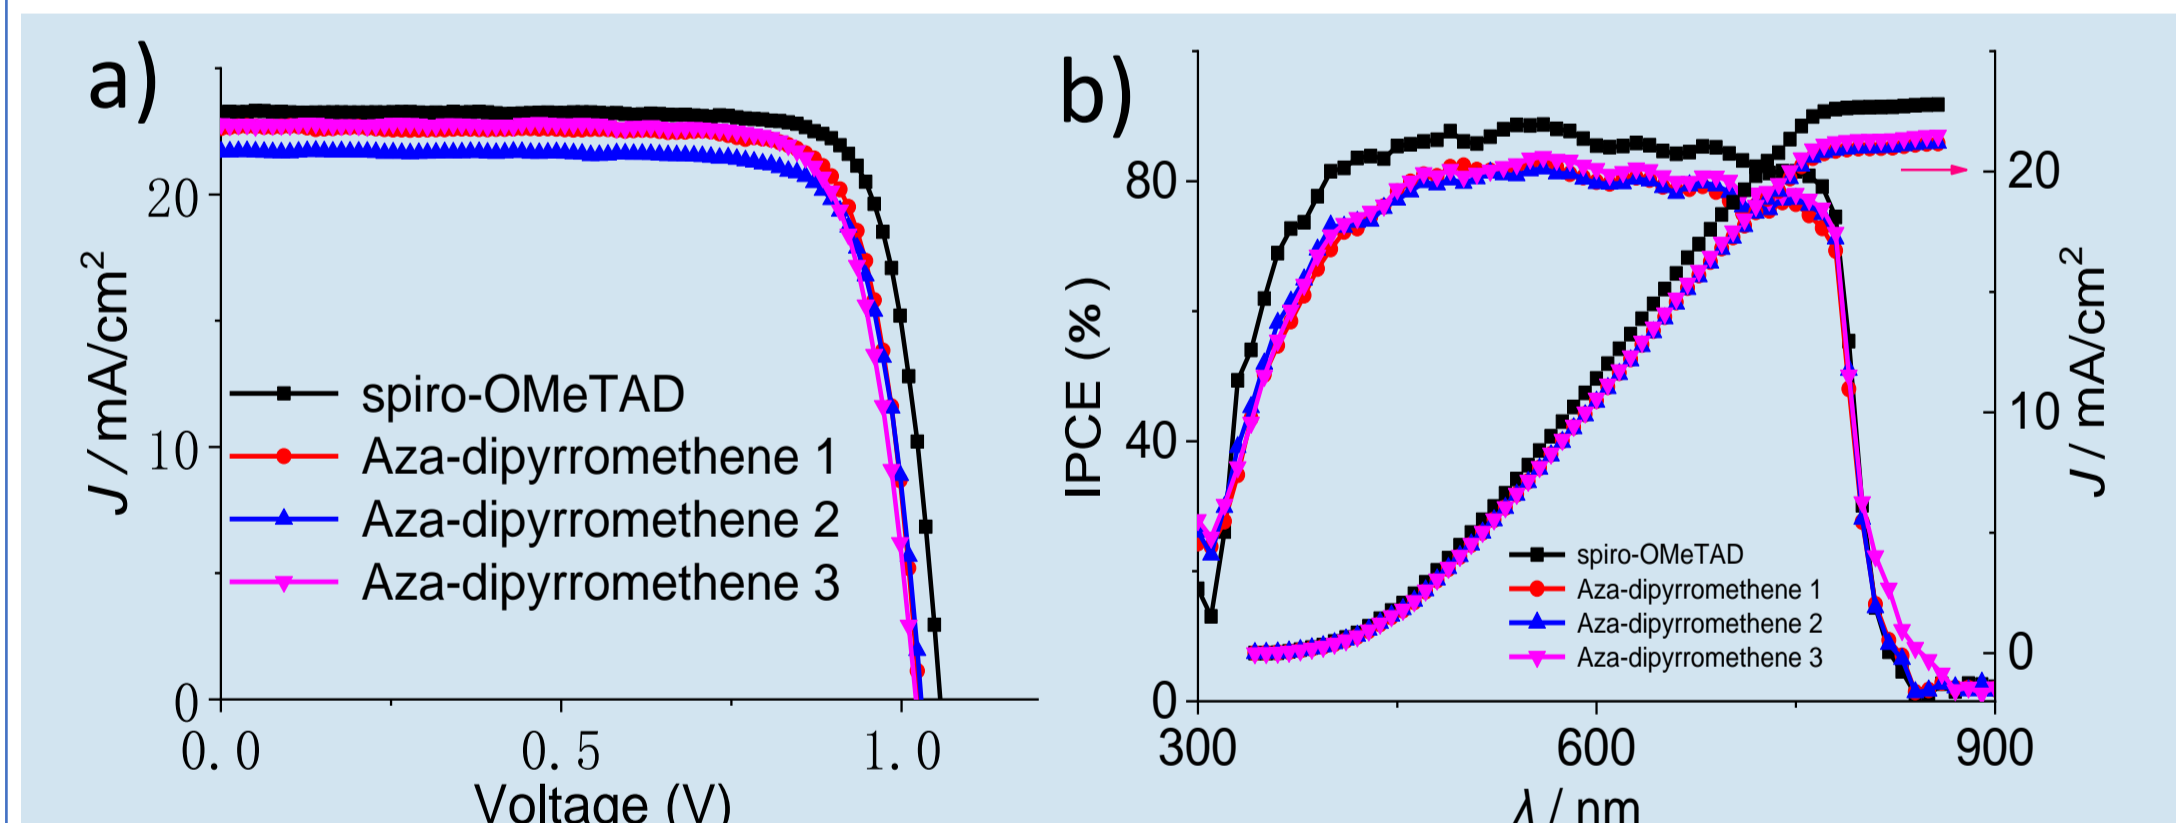 a)
J / mA/cm2
20
10
0
0.0 0.5 1.0
Voltage (V)
spiro-OMeTAD
Aza-dipyrromethene 1
Aza-dipyrromethene 2
Aza-dipyrromethene 3
b)
IPCE (%)
80
40
0
300 600 900
λ / nm
spiro-OMeTAD
Aza-dipyrromethene 1
Aza-dipyrromethene 2
Aza-dipyrromethene 3
20
10
0
J / mA/cm2